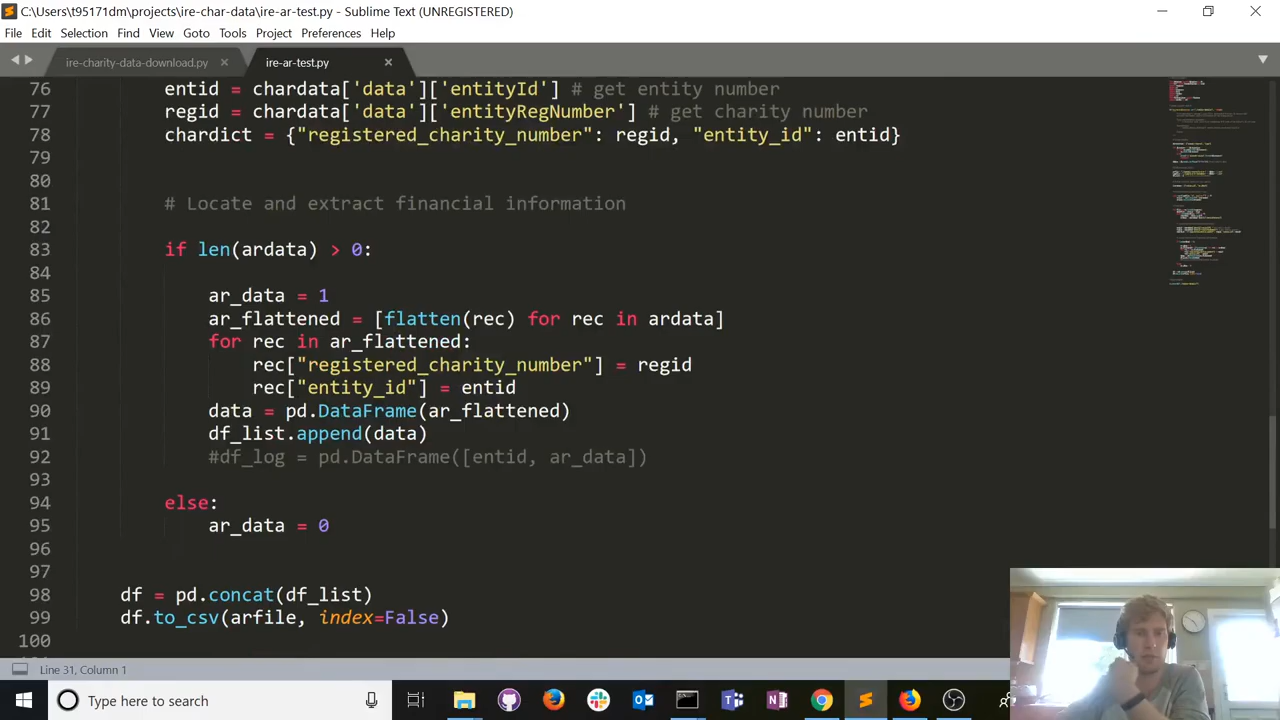 C:\Users\t95171dm\projects\ire-char-data\ire-ar-test.py - Sublime Text (UNREGISTERED)
File Edit Selection Find View Goto Tools Project Preferences Help
ire-charity-data-download.py ire-ar-test.py
76 entid = chardata['data']['entityId'] # get entity number
77 regid = chardata['data']['entityRegNumber'] # get charity number
78 chardict = {"registered_charity_number": regid, "entity_id": entid}
79
80
81 # Locate and extract financial information
82
83 if len(ardata) > 0:
84
85 ar_data = 1
86 ar_flattened = [flatten(rec) for rec in ardata]
87 for rec in ar_flattened:
88 rec["registered_charity_number"] = regid
89 rec["entity_id"] = entid
90 data = pd.DataFrame(ar_flattened)
91 df_list.append(data)
92 #df_log = pd.DataFrame([entid, ar_data])
93
94 else:
95 ar_data = 0
96
97
98 df = pd.concat(df_list)
99 df.to_csv(arfile, index=False)
100
Line 31, Column 1
Type here to search